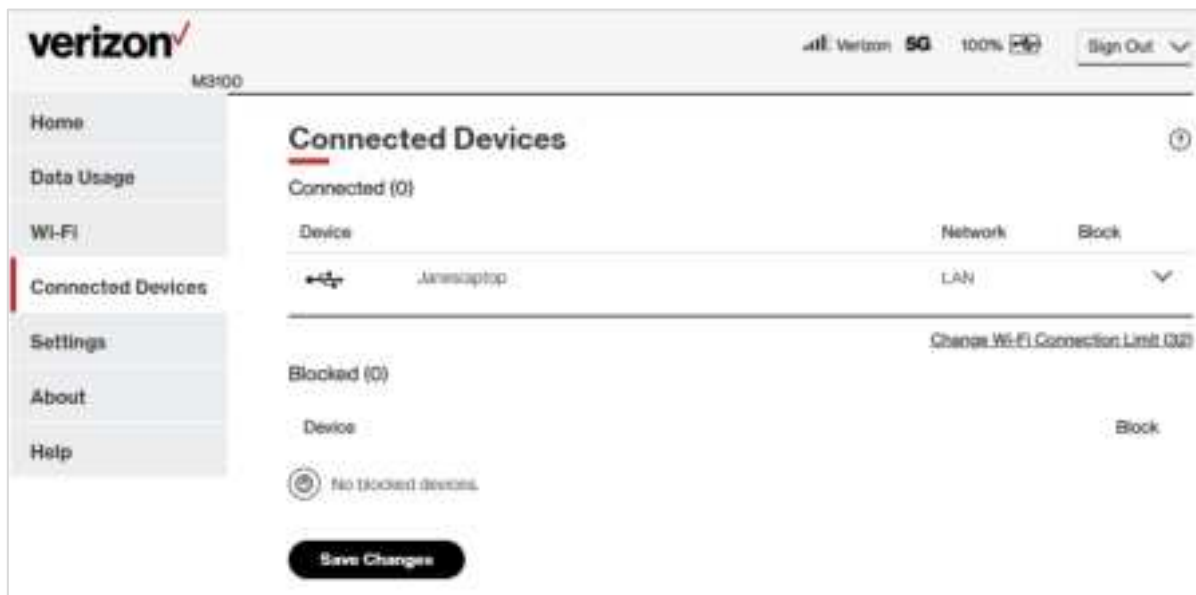 verizon
Verizon 5G 100% Sign Out
M3100
Home
Data Usage
Wi-Fi
Connected Devices
Settings
About
Help
Connected Devices
Connected (0)
Device Network Block
Janeslaptop LAN
Change Wi-Fi Connection Limit (32)
Blocked (0)
Device Block
No blocked devices.
Save Changes